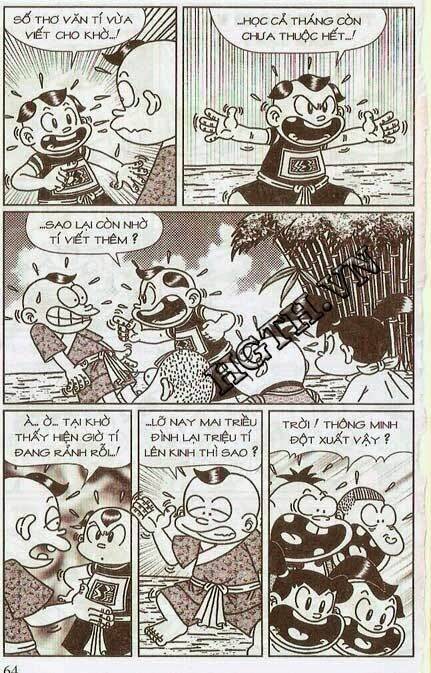 SỐ THƠ VĂN TÍ VỪA
VIẾT CHO KHỜ...!
...HỌC CẢ THÁNG CÒN
CHƯA THUỘC HẾT...!
...SAO LẠI CÒN NHỜ
TÍ VIẾT THÊM ?
HGTH.VN
À... Ờ... TẠI KHỜ
THẤY HIỆN GIỜ TÍ
ĐANG RẢNH RỖI...!
...LỠ NAY MAI TRIỀU
ĐÌNH LẠI TRIỆU TÍ
LÊN KINH THÌ SAO ?
TRỜI ! THÔNG MINH
ĐỘT XUẤT VẬY ?
64